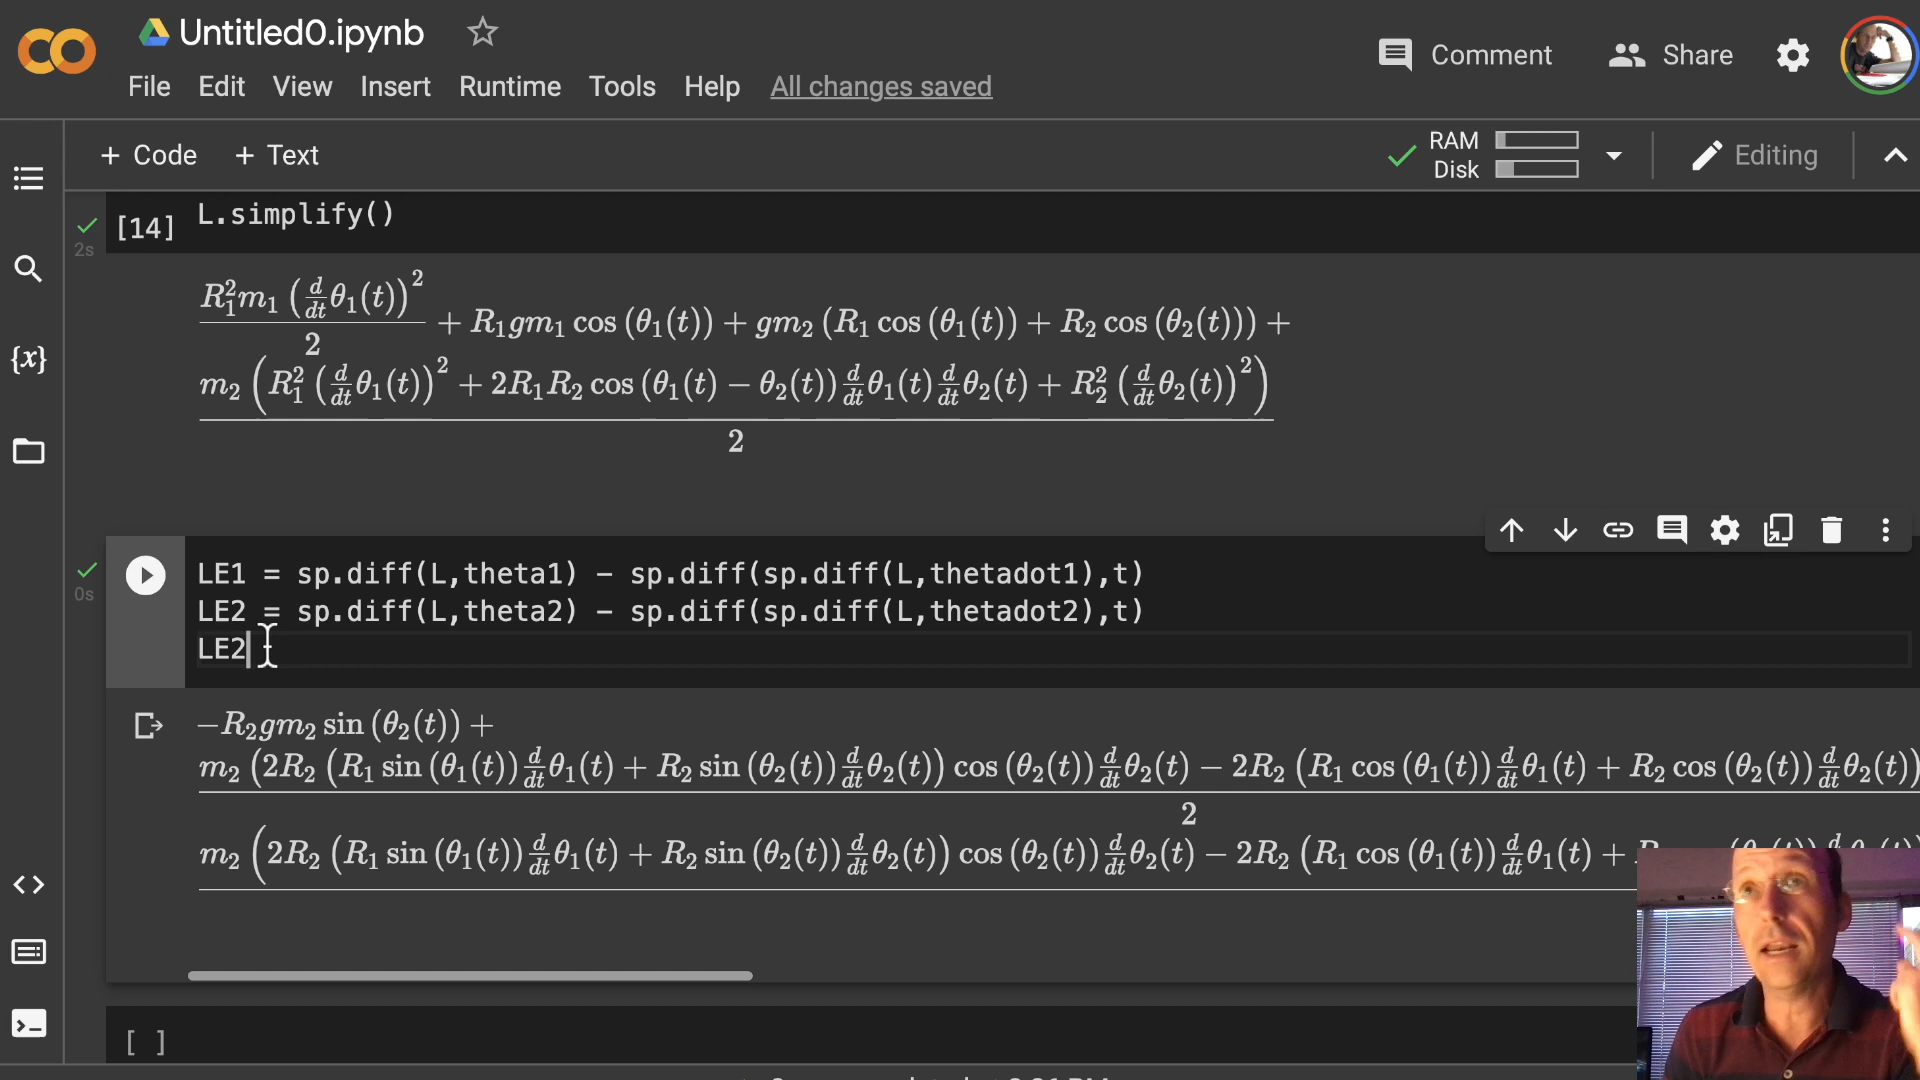 Untitled0.ipynb
Comment
Share
File Edit View Insert Runtime Tools Help All changes saved
+ Code + Text
RAM
Disk
Editing
[14] L.simplify()
2s
R₁²m₁ (d/dt θ₁(t))² / 2 + R₁gm₁ cos (θ₁(t)) + gm₂ (R₁ cos (θ₁(t)) + R₂ cos (θ₂(t))) +
m₂ (R₁² (d/dt θ₁(t))² + 2R₁R₂ cos (θ₁(t) − θ₂(t)) d/dt θ₁(t) d/dt θ₂(t) + R₂² (d/dt θ₂(t))²) / 2
LE1 = sp.diff(L,theta1) - sp.diff(sp.diff(L,thetadot1),t)
0s
LE2 = sp.diff(L,theta2) - sp.diff(sp.diff(L,thetadot2),t)
LE2
−R₂gm₂ sin (θ₂(t)) +
m₂ (2R₂ (R₁ sin (θ₁(t)) d/dt θ₁(t) + R₂ sin (θ₂(t)) d/dt θ₂(t)) cos (θ₂(t)) d/dt θ₂(t) − 2R₂ (R₁ cos (θ₁(t)) d/dt θ₁(t) + R₂ cos (θ₂(t)) d/dt θ₂(t))
2
m₂ (2R₂ (R₁ sin (θ₁(t)) d/dt θ₁(t) + R₂ sin (θ₂(t)) d/dt θ₂(t)) cos (θ₂(t)) d/dt θ₂(t) − 2R₂ (R₁ cos (θ₁(t)) d/dt θ₁(t) +
[ ]
{x}